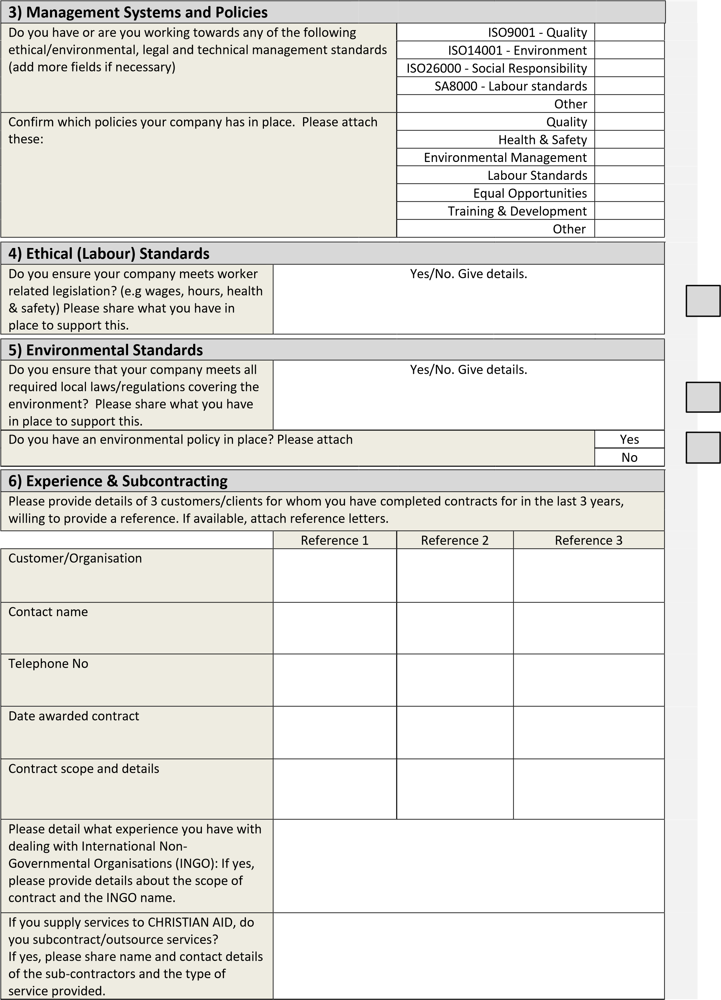 3) Management Systems and Policies
Do you have or are you working towards any of the following
ethical/environmental, legal and technical management standards
(add more fields if necessary)
ISO9001 - Quality
ISO14001 - Environment
ISO26000 - Social Responsibility
SA8000 - Labour standards
Other
Confirm which policies your company has in place.  Please attach
these:
Quality
Health & Safety
Environmental Management
Labour Standards
Equal Opportunities
Training & Development
Other
4) Ethical (Labour) Standards
Do you ensure your company meets worker
related legislation? (e.g wages, hours, health
& safety) Please share what you have in
place to support this.
Yes/No. Give details.
5) Environmental Standards
Do you ensure that your company meets all
required local laws/regulations covering the
environment?  Please share what you have
in place to support this.
Yes/No. Give details.
Do you have an environmental policy in place? Please attach
Yes
No
6) Experience & Subcontracting
Please provide details of 3 customers/clients for whom you have completed contracts for in the last 3 years,
willing to provide a reference. If available, attach reference letters.
Reference 1
Reference 2
Reference 3
Customer/Organisation
Contact name
Telephone No
Date awarded contract
Contract scope and details
Please detail what experience you have with
dealing with International Non-
Governmental Organisations (INGO): If yes,
please provide details about the scope of
contract and the INGO name.
If you supply services to CHRISTIAN AID, do
you subcontract/outsource services?
If yes, please share name and contact details
of the sub-contractors and the type of
service provided.